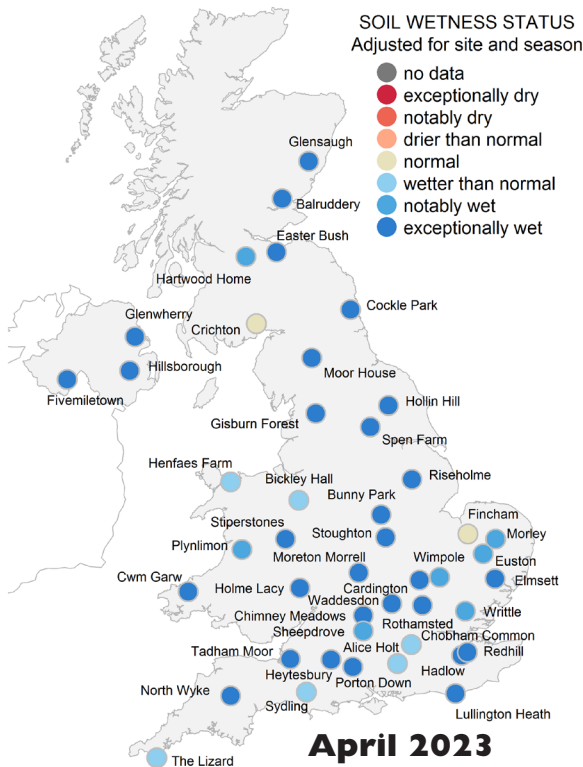 SOIL WETNESS STATUS
Adjusted for site and season
no data
exceptionally dry
notably dry
drier than normal
normal
wetter than normal
notably wet
exceptionally wet
Glensaugh
Balruddery
Easter Bush
Hartwood Home
Cockle Park
Glenwherry
Crichton
Hillsborough
Moor House
Fivemiletown
Hollin Hill
Gisburn Forest
Spen Farm
Henfaes Farm
Bickley Hall
Riseholme
Bunny Park
Fincham
Stiperstones
Stoughton
Morley
Plynlimon
Moreton Morrell
Wimpole
Euston
Cwm Garw
Holme Lacy
Cardington
Elmsett
Waddesdon
Chimney Meadows
Rothamsted
Writtle
Sheepdrove
Chobham Common
Tadham Moor
Alice Holt
Redhill
Heytesbury
Hadlow
Porton Down
North Wyke
Sydling
Lullington Heath
April 2023
The Lizard